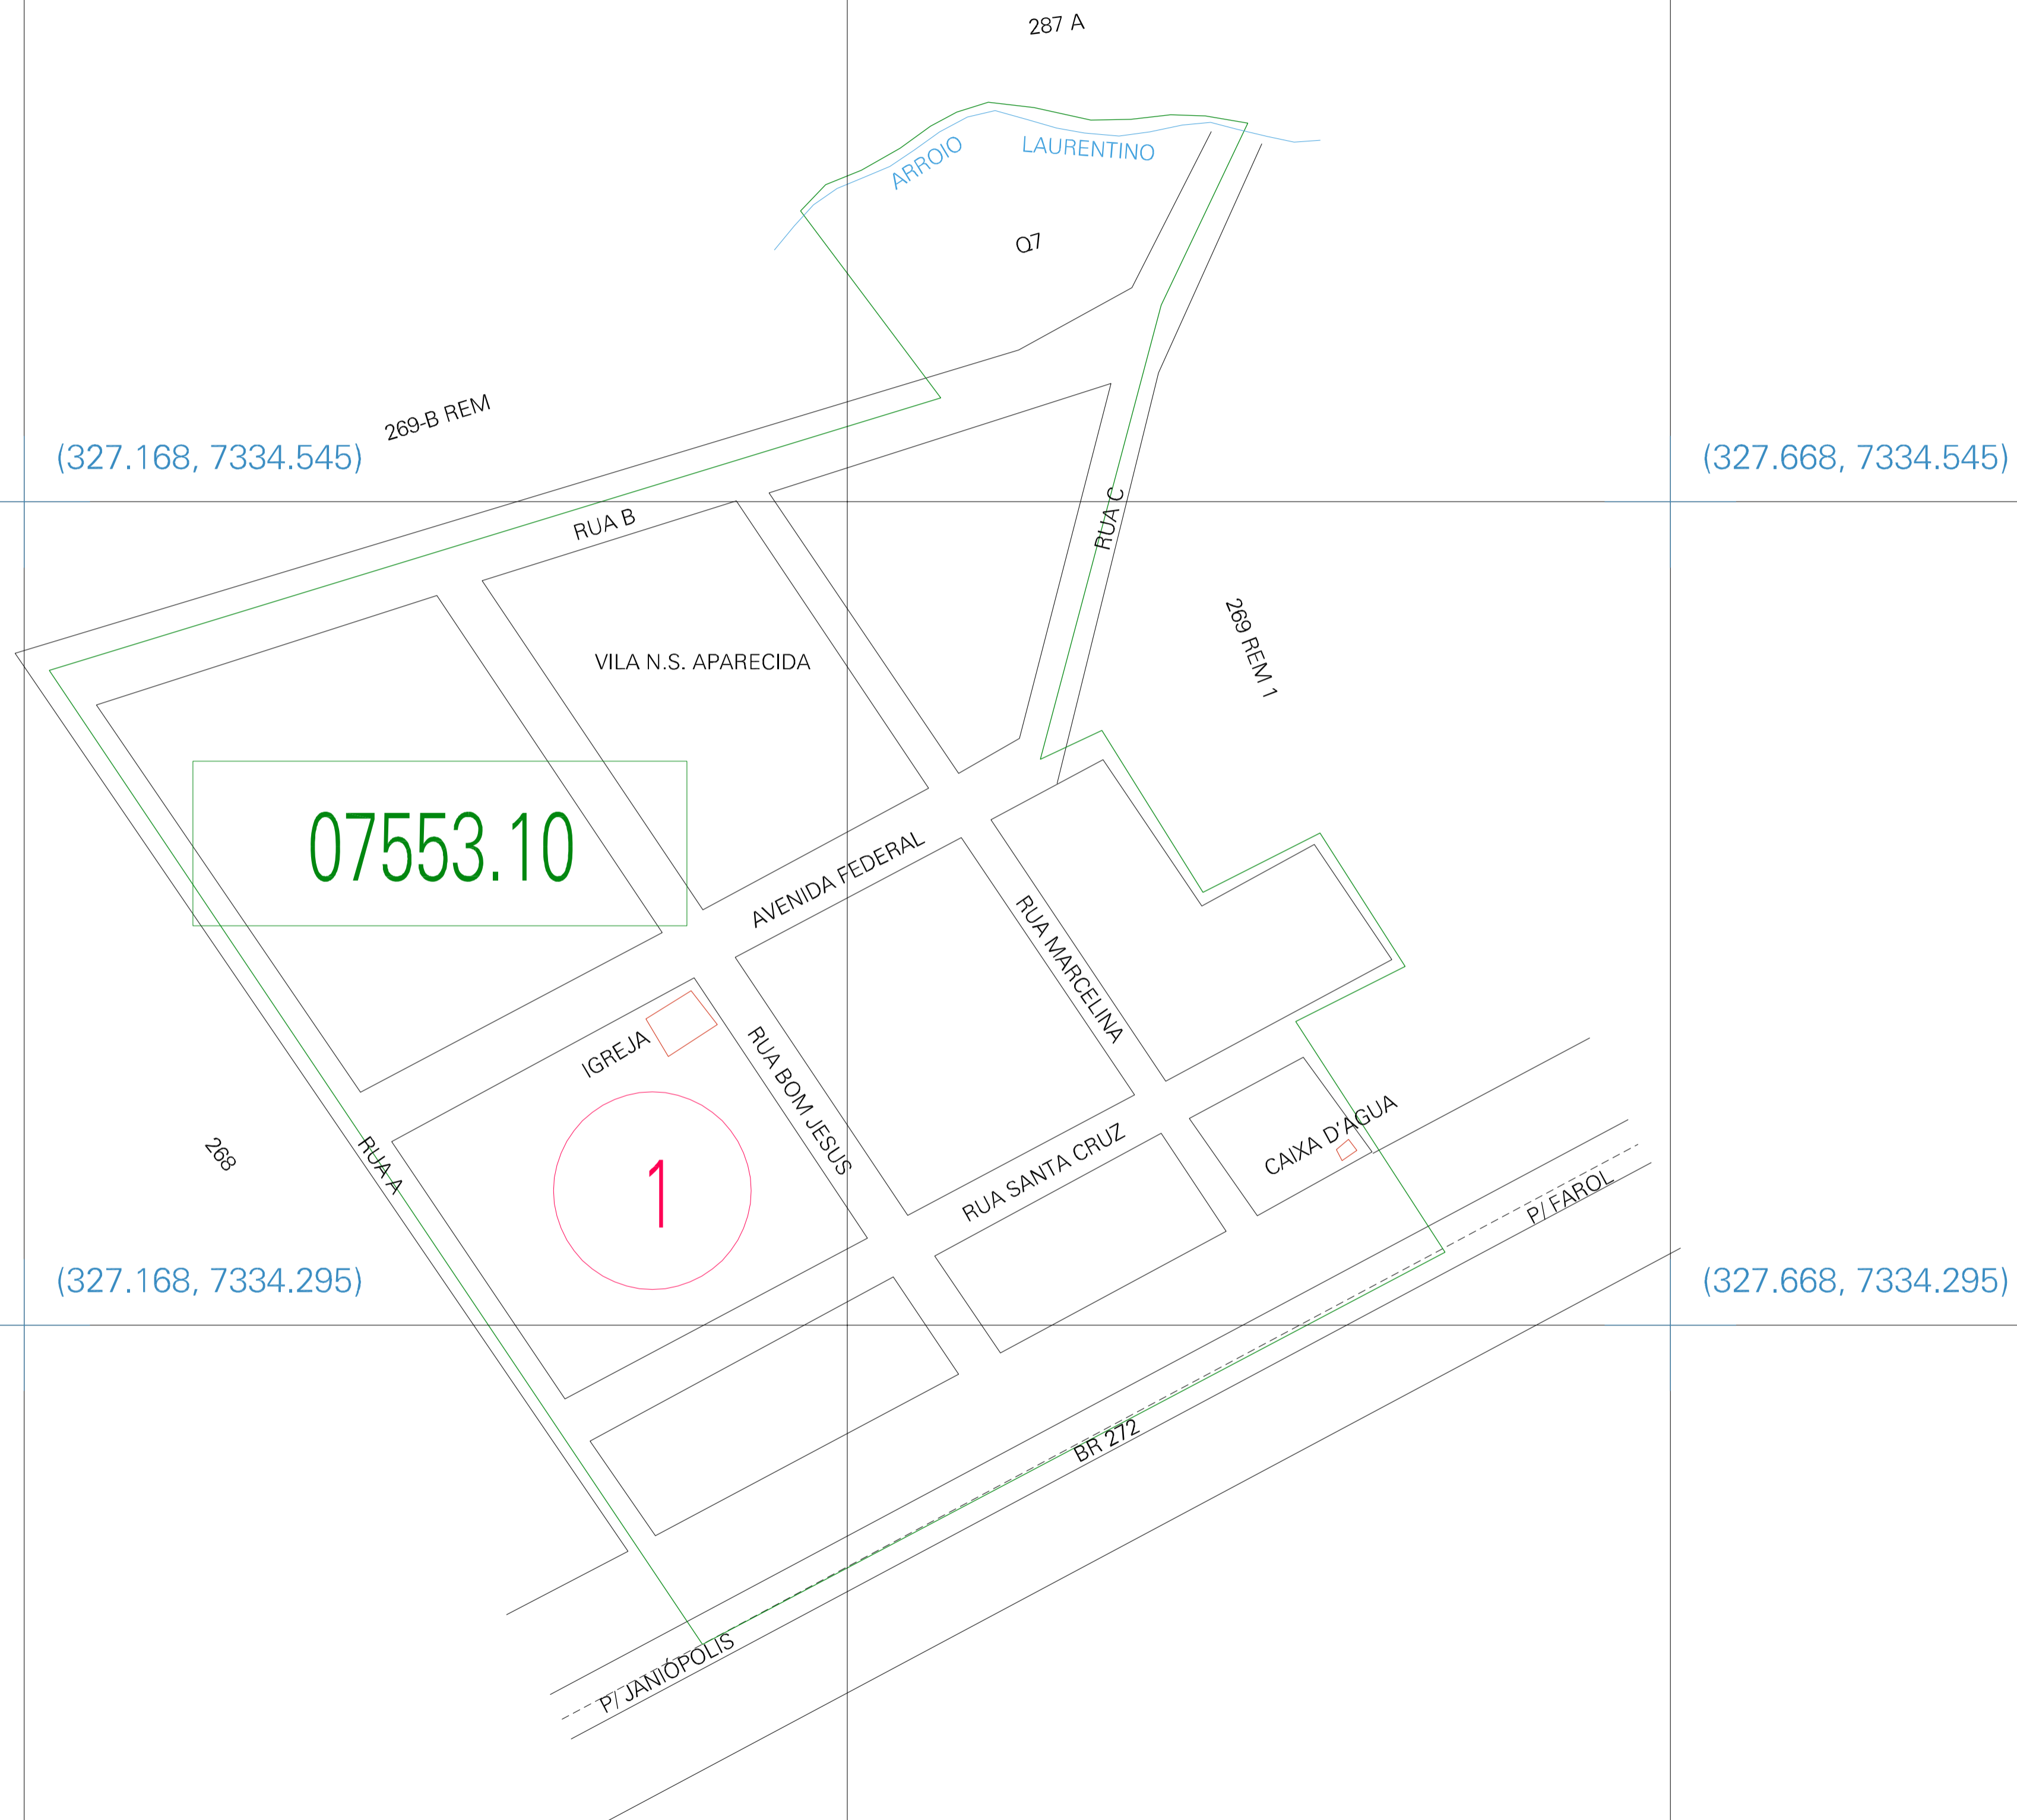 287 A
ARROIO
LAURENTINO
Q7
269-B REM
(327.168, 7334.545)
(327.668, 7334.545)
RUA B
RUA C
269 REM 1
VILA N.S. APARECIDA
07553.10
AVENIDA FEDERAL
RUA MARCELINA
IGREJA
RUA BOM JESUS
CAIXA D'AGUA
268
RUA A
1
RUA SANTA CRUZ
P/ FAROL
(327.168, 7334.295)
(327.668, 7334.295)
BR 272
P/ JANIÓPOLIS